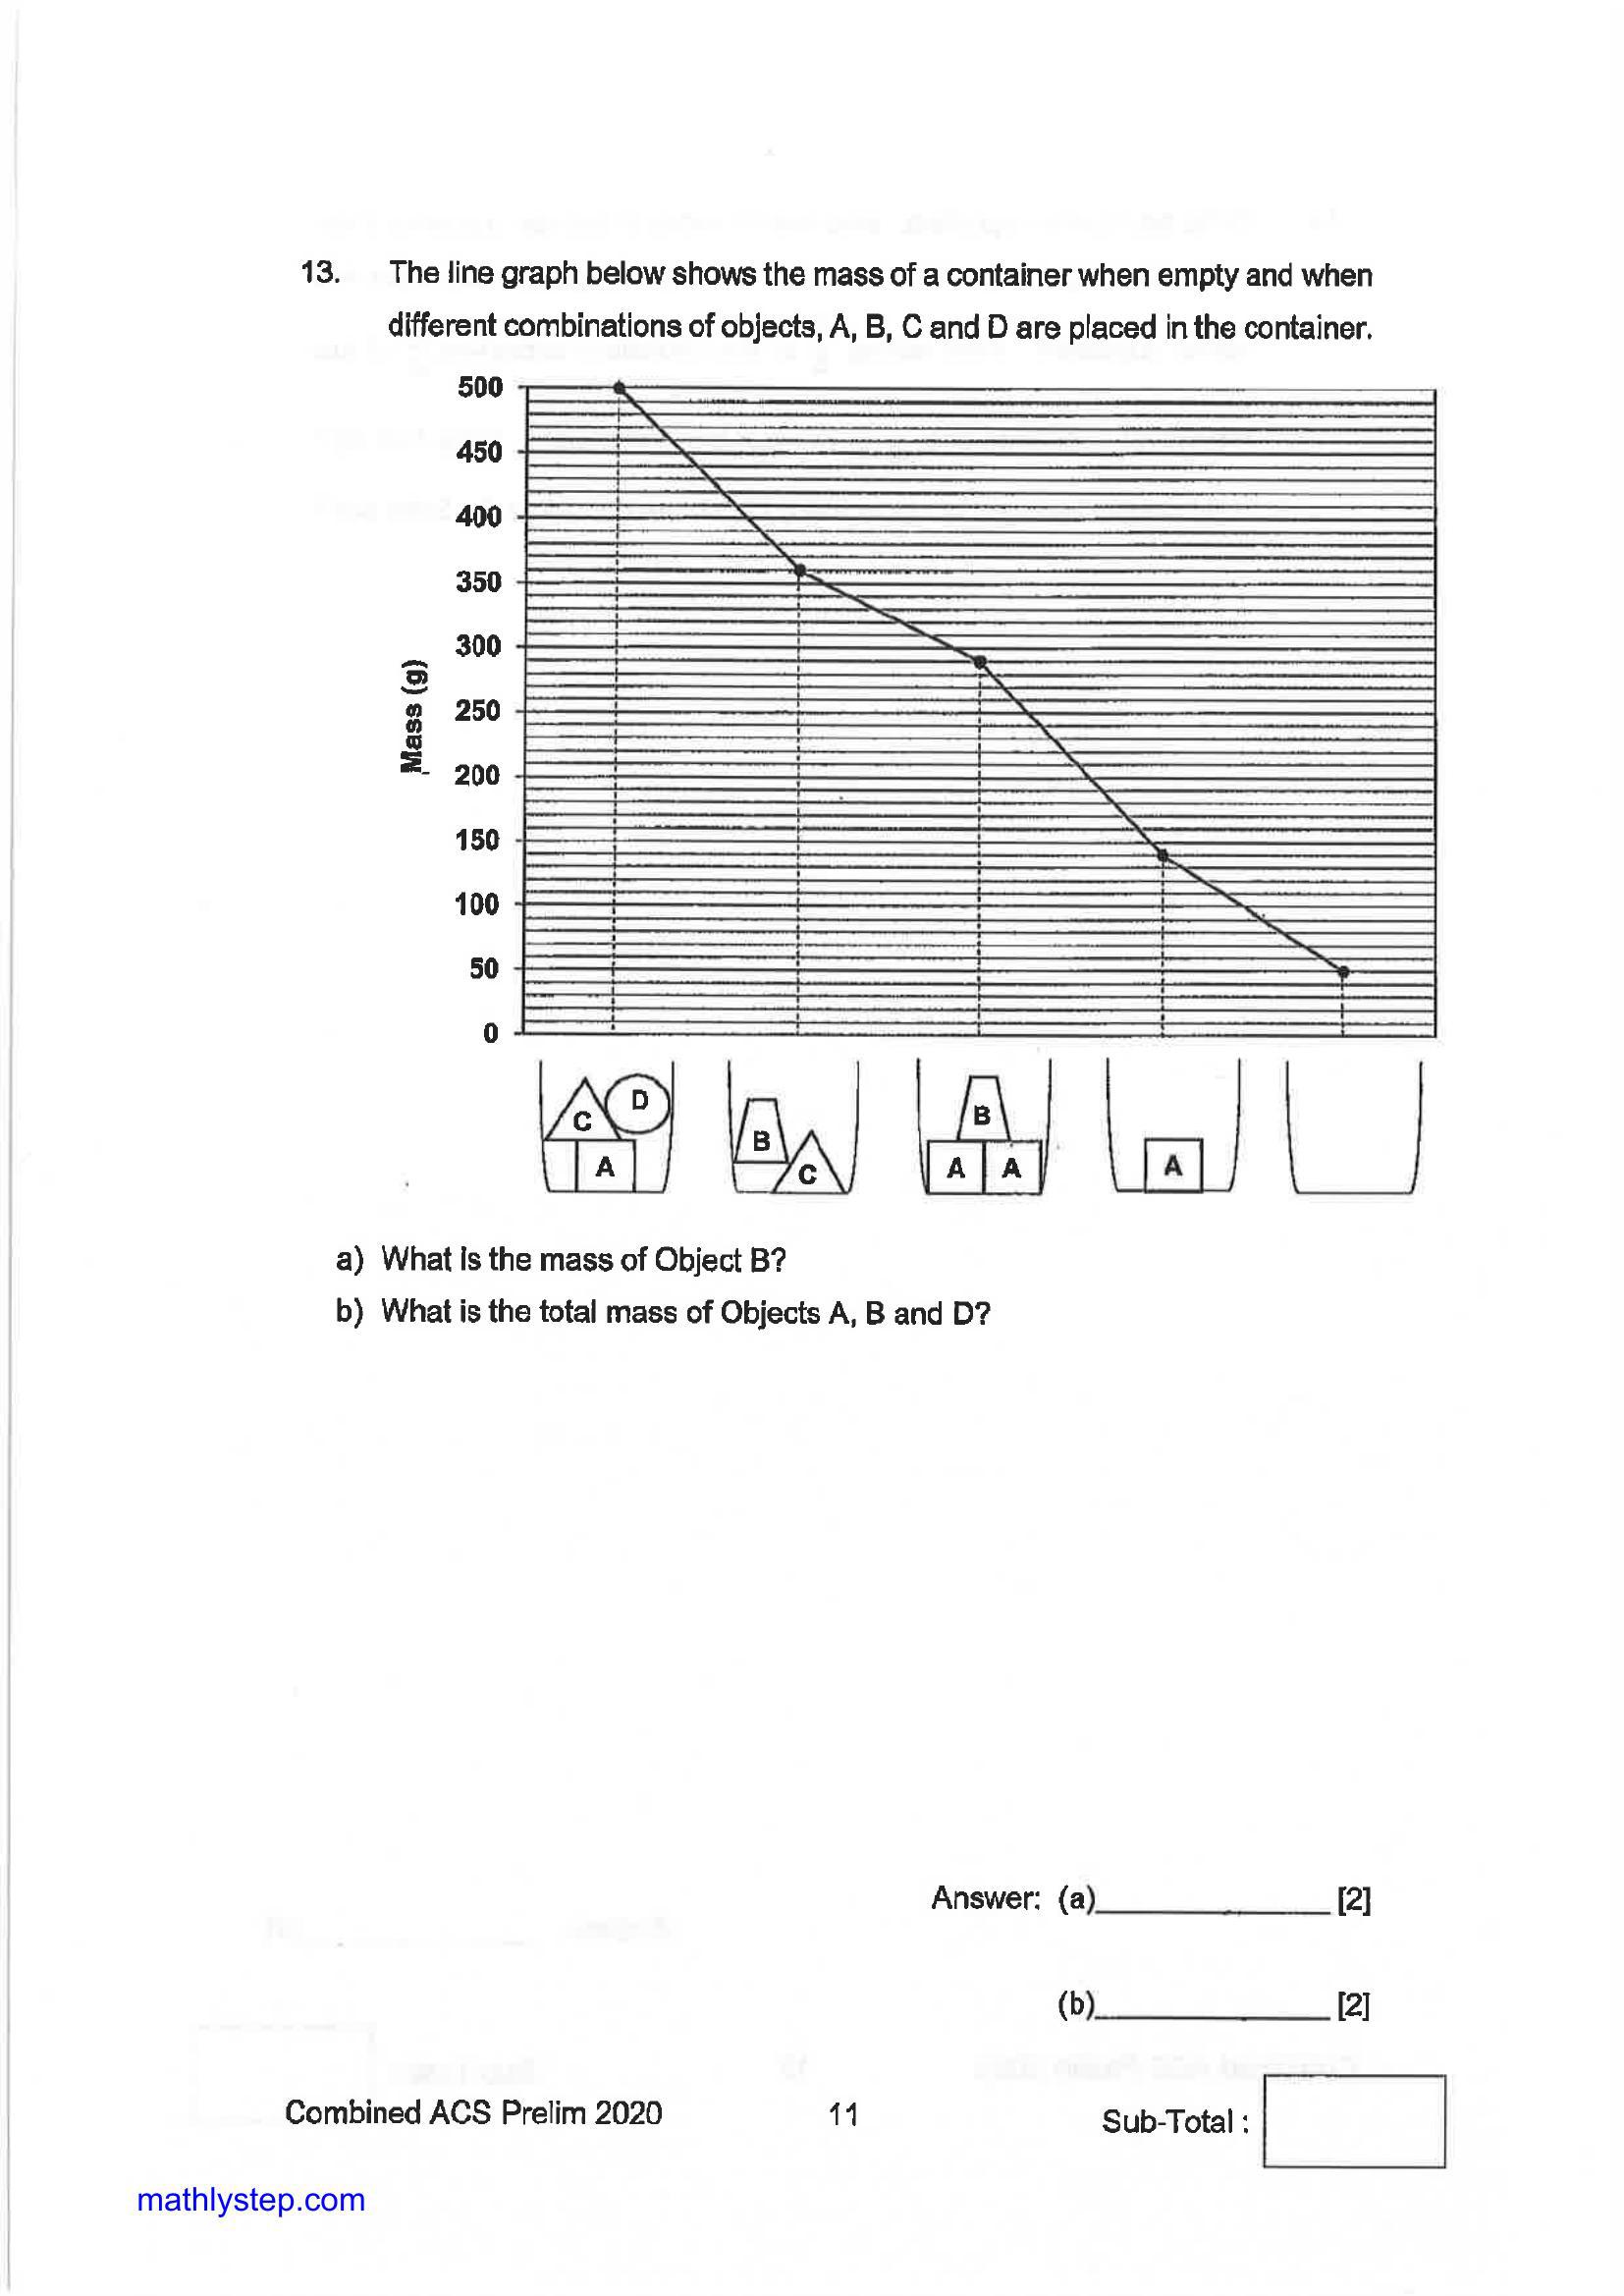 13. The line graph below shows the mass of a container when empty and when
different combinations of objects, A, B, C and D are placed in the container.
500
450
400
350
300
250
200
150
100
50
0
Mass (g)
C D A
B C
B A A
A
a) What is the mass of Object B?
b) What is the total mass of Objects A, B and D?
Answer: (a) [2]
(b) [2]
Combined ACS Prelim 2020 11 Sub-Total :
mathlystep.com